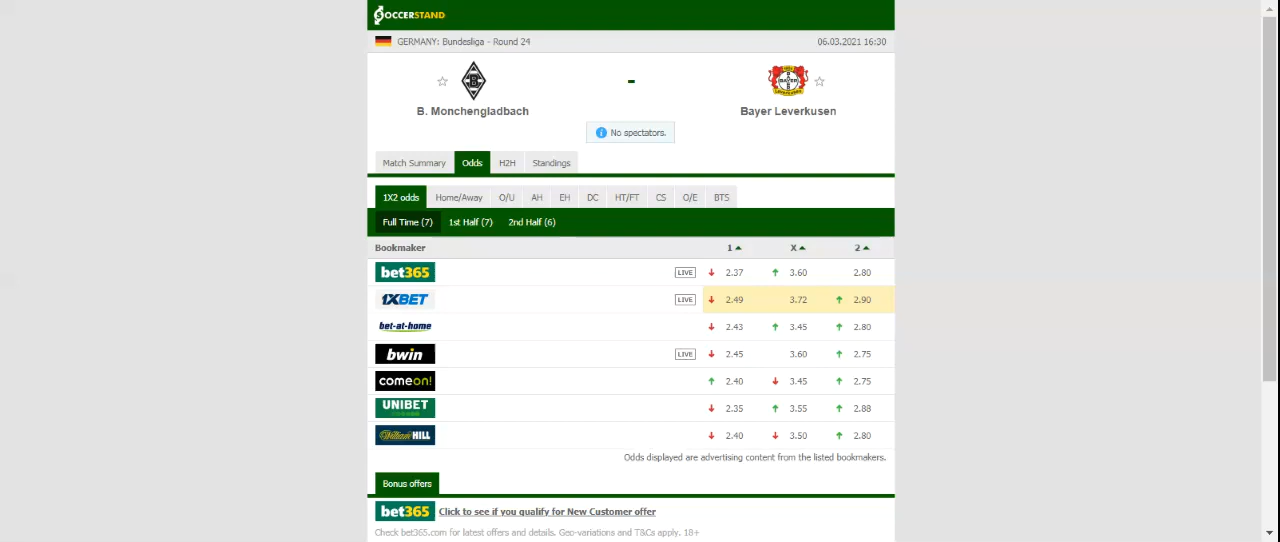 SOCCERSTAND
GERMANY: Bundesliga - Round 24 06.03.2021 16:30
-
B. Monchengladbach Bayer Leverkusen
No spectators.
Match Summary Odds H2H Standings
1X2 odds Home/Away O/U AH EH DC HT/FT CS O/E BTS
Full Time (7) 1st Half (7) 2nd Half (6)
Bookmaker 1 X 2
bet365 LIVE 2.37 3.60 2.80
1XBET LIVE 2.49 3.72 2.90
bet-at-home 2.43 3.45 2.80
bwin LIVE 2.45 3.60 2.75
comeon! 2.40 3.45 2.75
UNIBET 2.35 3.55 2.88
William HILL 2.40 3.50 2.80
Odds displayed are advertising content from the listed bookmakers.
Bonus offers
bet365 Click to see if you qualify for New Customer offer
Check bet365.com for latest offers and details. Geo-variations and T&Cs apply. 18+